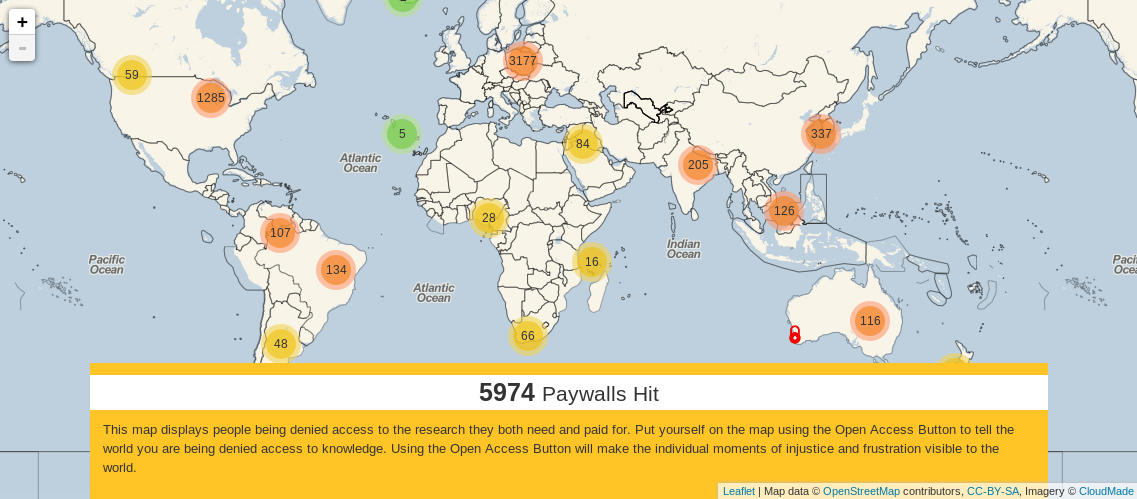 +
-
59
1285
3177
5
84
337
205
126
28
16
107
134
66
48
116
Atlantic
Ocean
Pacific
Ocean
Atlantic
Ocean
Indian
Ocean
5974 Paywalls Hit
This map displays people being denied access to the research they both need and paid for. Put yourself on the map using the Open Access Button to tell the
world you are being denied access to knowledge. Using the Open Access Button will make the individual moments of injustice and frustration visible to the
world.
Leaflet | Map data © OpenStreetMap contributors, CC-BY-SA, Imagery © CloudMade